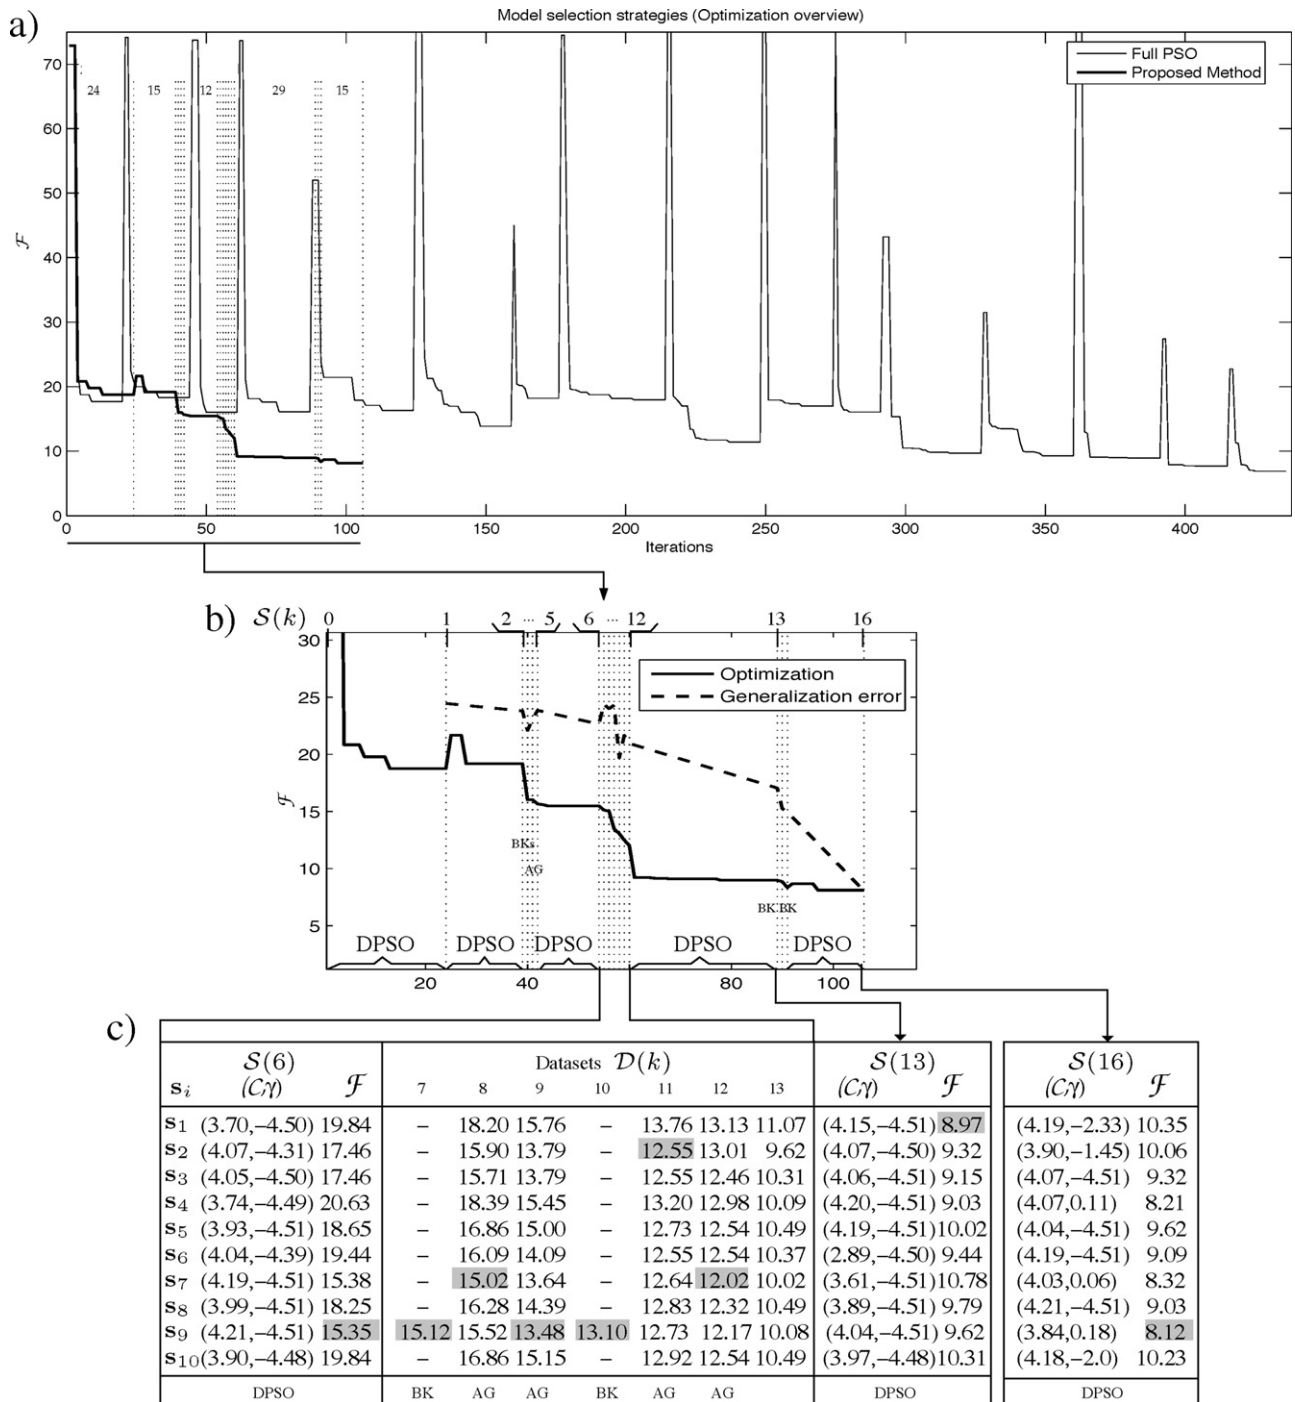 a)
Model selection strategies (Optimization overview)
Full PSO
Proposed Method
24 15 12 29 15
70
60
50
40
30
20
10
0
ℱ
0 50 100 150 200 250 300 350 400
Iterations
b) S(k) 0 1 2 ... 5 6 ... 12 13 16
Optimization
Generalization error
30
25
20
15
10
5
ℱ
BKs
AG
BK BK
DPSO DPSO DPSO DPSO DPSO
20 40 80 100
c)
S(6) Datasets D(k) S(13) S(16)
s_i (C,γ) ℱ 7 8 9 10 11 12 13 (C,γ) ℱ (C,γ) ℱ
s1 (3.70,–4.50) 19.84 – 18.20 15.76 – 13.76 13.13 11.07 (4.15,–4.51) 8.97 (4.19,–2.33) 10.35
s2 (4.07,–4.31) 17.46 – 15.90 13.79 – 12.55 13.01 9.62 (4.07,–4.50) 9.32 (3.90,–1.45) 10.06
s3 (4.05,–4.50) 17.46 – 15.71 13.79 – 12.55 12.46 10.31 (4.06,–4.51) 9.15 (4.07,–4.51) 9.32
s4 (3.74,–4.49) 20.63 – 18.39 15.45 – 13.20 12.98 10.09 (4.20,–4.51) 9.03 (4.07,0.11) 8.21
s5 (3.93,–4.51) 18.65 – 16.86 15.00 – 12.73 12.54 10.49 (4.19,–4.51) 10.02 (4.04,–4.51) 9.62
s6 (4.04,–4.39) 19.44 – 16.09 14.09 – 12.55 12.54 10.37 (2.89,–4.50) 9.44 (4.19,–4.51) 9.09
s7 (4.19,–4.51) 15.38 – 15.02 13.64 – 12.64 12.02 10.02 (3.61,–4.51) 10.78 (4.03,0.06) 8.32
s8 (3.99,–4.51) 18.25 – 16.28 14.39 – 12.83 12.32 10.49 (3.89,–4.51) 9.79 (4.21,–4.51) 9.03
s9 (4.21,–4.51) 15.35 15.12 15.52 13.48 13.10 12.73 12.17 10.08 (4.04,–4.51) 9.62 (3.84,0.18) 8.12
s10 (3.90,–4.48) 19.84 – 16.86 15.15 – 12.92 12.54 10.49 (3.97,–4.48) 10.31 (4.18,–2.0) 10.23
DPSO BK AG AG BK AG AG DPSO DPSO